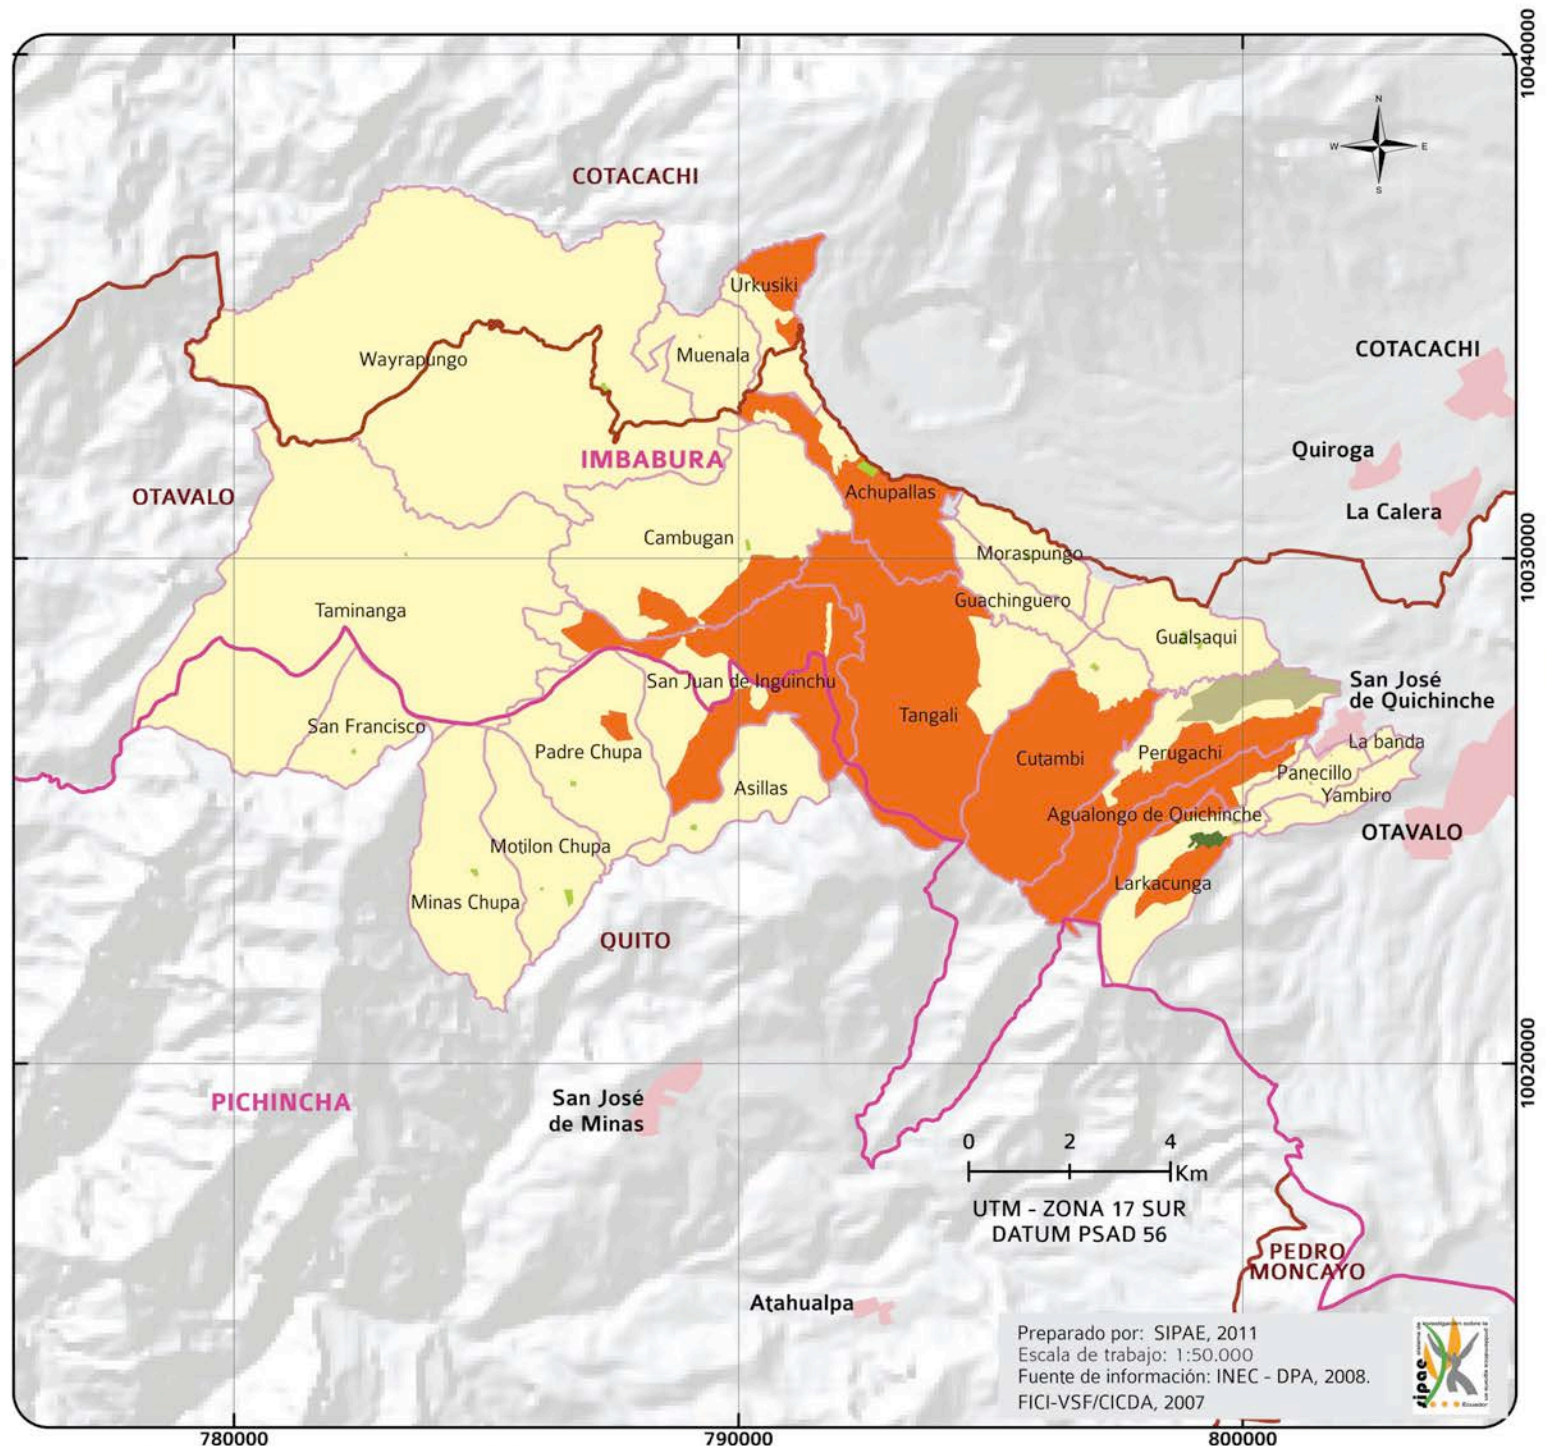 10040000
N
W
E
S
COTACACHI
Urkusiki
Wayrapungo
Muenala
COTACACHI
IMBABURA
Quiroga
OTAVALO
Achupallas
La Calera
Cambugan
Moraspungo
10030000
Guachinguero
Taminanga
Gualsaqui
San Juan de Inguinchu
San José
de Quichinche
San Francisco
Tangali
Padre Chupa
Cutambi
Perugachi
La banda
Panecillo
Asillas
Yambiro
Agualongo de Quichinche
OTAVALO
Motilon Chupa
Larkacunga
Minas Chupa
QUITO
10020000
PICHINCHA
San José
de Minas
0 2 4
Km
UTM - ZONA 17 SUR
DATUM PSAD 56
PEDRO
MONCAYO
Atahualpa
Preparado por: SIPAE, 2011
Escala de trabajo: 1:50.000
Fuente de información: INEC - DPA, 2008.
FICI-VSF/CICDA, 2007
sipae
Ecuador
780000
790000
800000